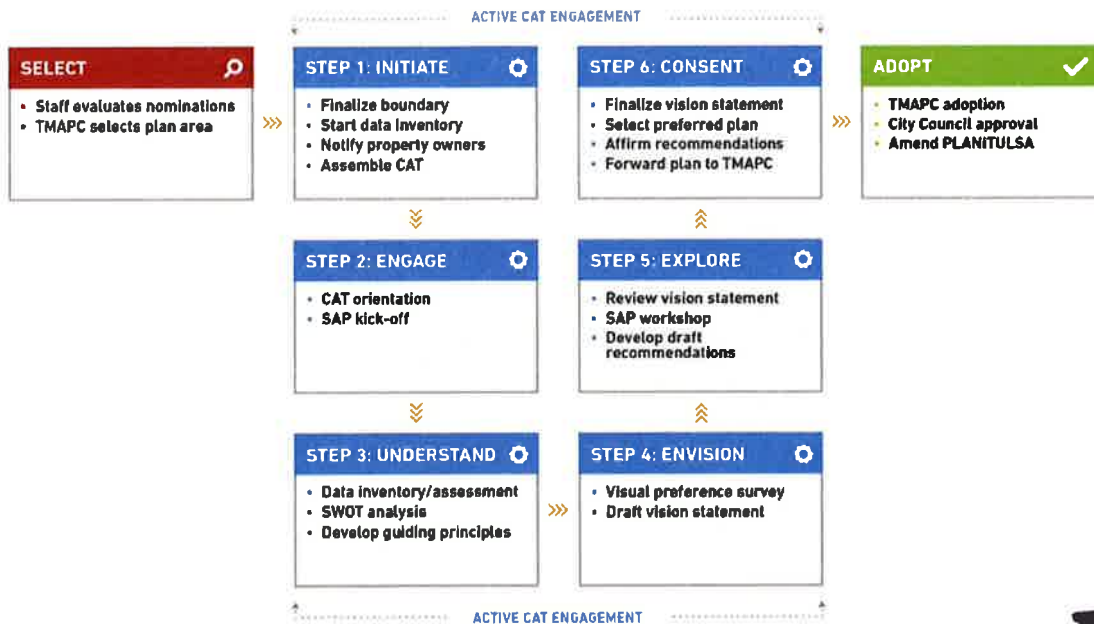 ACTIVE CAT ENGAGEMENT
SELECT
• Staff evaluates nominations
• TMAPC selects plan area
STEP 1: INITIATE
• Finalize boundary
• Start data inventory
• Notify property owners
• Assemble CAT
STEP 2: ENGAGE
• CAT orientation
• SAP kick-off
STEP 3: UNDERSTAND
• Data inventory/assessment
• SWOT analysis
• Develop guiding principles
STEP 4: ENVISION
• Visual preference survey
• Draft vision statement
STEP 5: EXPLORE
• Review vision statement
• SAP workshop
• Develop draft
recommendations
STEP 6: CONSENT
• Finalize vision statement
• Select preferred plan
• Affirm recommendations
• Forward plan to TMAPC
ADOPT
• TMAPC adoption
• City Council approval
• Amend PLANiTULSA
ACTIVE CAT ENGAGEMENT